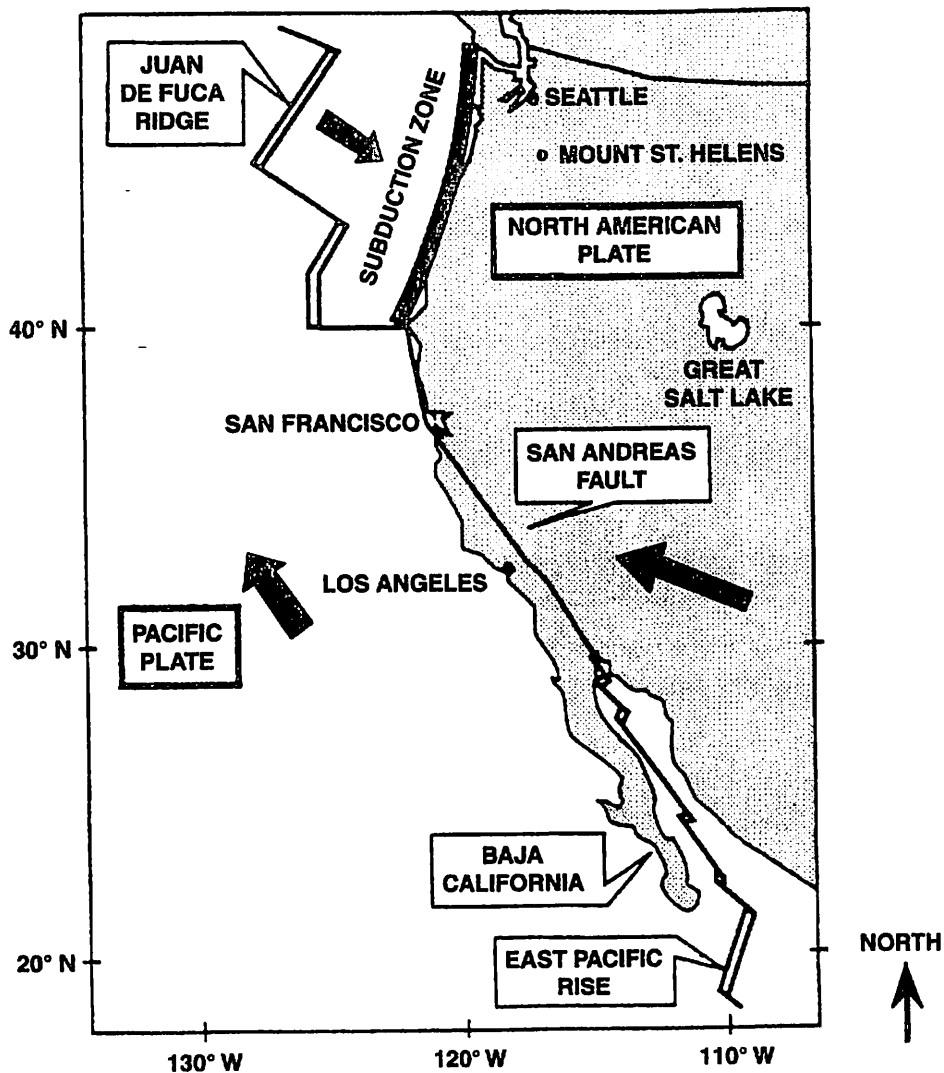 JUAN
DE FUCA
RIDGE
SUBDUCTION ZONE
SEATTLE
MOUNT ST. HELENS
NORTH AMERICAN
PLATE
40° N
GREAT
SALT LAKE
SAN FRANCISCO
SAN ANDREAS
FAULT
LOS ANGELES
PACIFIC
PLATE
30° N
BAJA
CALIFORNIA
EAST PACIFIC
RISE
NORTH
20° N
130° W
120° W
110° W